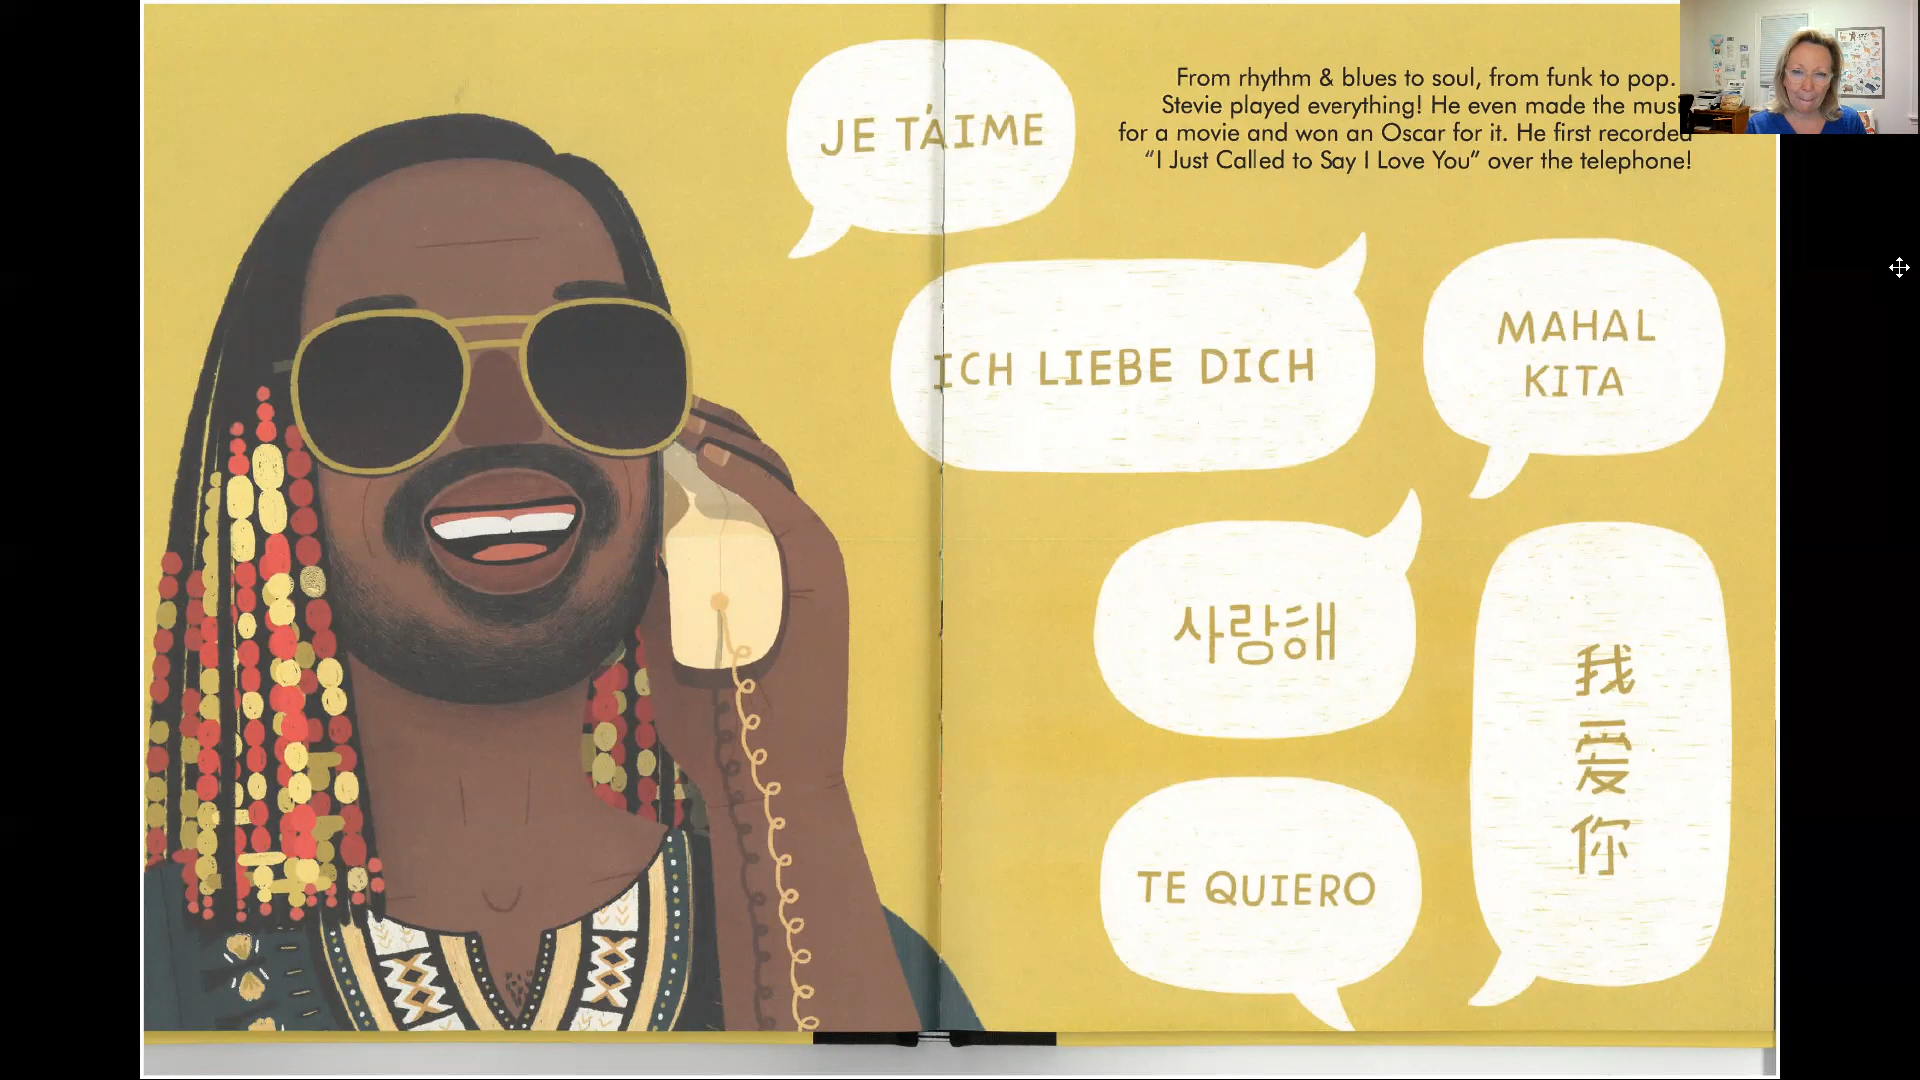 From rhythm & blues to soul, from funk to pop.
Stevie played everything! He even made the musi
for a movie and won an Oscar for it. He first recorded
“I Just Called to Say I Love You” over the telephone!
JE T'AIME
ICH LIEBE DICH
MAHAL
KITA
사랑해
我
爱
你
TE QUIERO